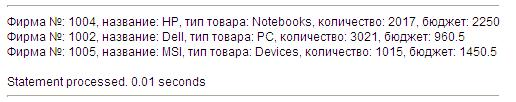 Фирма №: 1004, название: HP, тип товара: Notebooks, количество: 2017, бюджет: 2250
Фирма №: 1002, название: Dell, тип товара: PC, количество: 3021, бюджет: 960.5
Фирма №: 1005, название: MSI, тип товара: Devices, количество: 1015, бюджет: 1450.5
Statement processed. 0.01 seconds